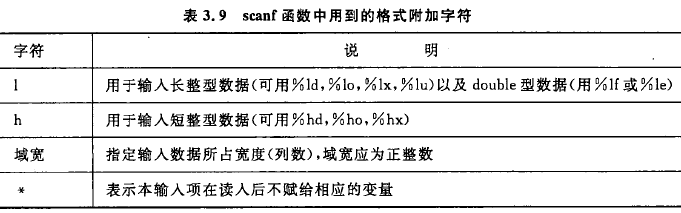 表 3.9 scanf 函数中用到的格式附加字符
字符 说 明
l 用于输入长整型数据(可用%ld,%lo,%lx,%lu)以及 double 型数据(用%lf 或%le)
h 用于输入短整型数据(可用%hd,%ho,%hx)
域宽 指定输入数据所占宽度(列数),域宽应为正整数
* 表示本输入项在读入后不赋给相应的变量